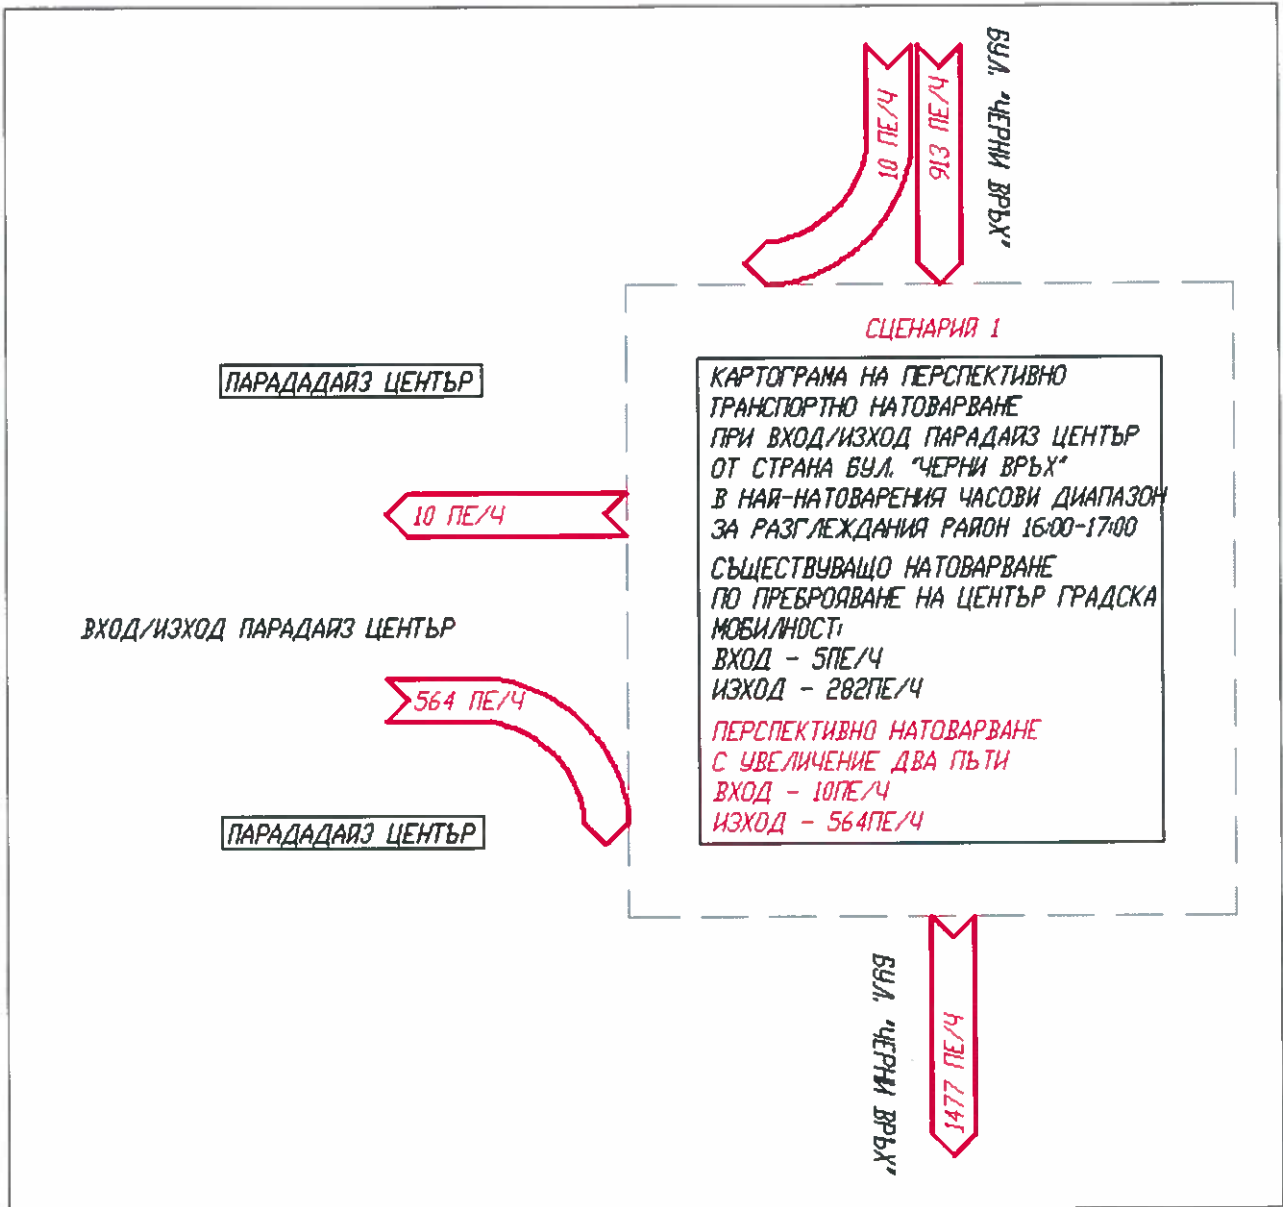 БУЛ. "ЧЕРНИ ВРЪХ"
10 ПЕ/Ч
913 ПЕ/Ч
СЦЕНАРИЙ 1
ПАРАДАДАЙЗ ЦЕНТЪР
КАРТОГРАМА НА ПЕРСПЕКТИВНО
ТРАНСПОРТНО НАТОВАРВАНЕ
ПРИ ВХОД/ИЗХОД ПАРАДАЙЗ ЦЕНТЪР
ОТ СТРАНА БУЛ. "ЧЕРНИ ВРЪХ"
В НАЙ-НАТОВАРЕНИЯ ЧАСОВИ ДИАПАЗОН
ЗА РАЗГЛЕЖДАНИЯ РАЙОН 16:00-17:00
СЪЩЕСТВУВАЩО НАТОВАРВАНЕ
ПО ПРЕБРОЯВАНЕ НА ЦЕНТЪР ГРАДСКА
МОБИЛНОСТ:
ВХОД - 5ПЕ/Ч
ИЗХОД - 282ПЕ/Ч
ПЕРСПЕКТИВНО НАТОВАРВАНЕ
С УВЕЛИЧЕНИЕ ДВА ПЪТИ
ВХОД - 10ПЕ/Ч
ИЗХОД - 564ПЕ/Ч
10 ПЕ/Ч
ВХОД/ИЗХОД ПАРАДАЙЗ ЦЕНТЪР
564 ПЕ/Ч
ПАРАДАДАЙЗ ЦЕНТЪР
БУЛ. "ЧЕРНИ ВРЪХ"
1477 ПЕ/Ч